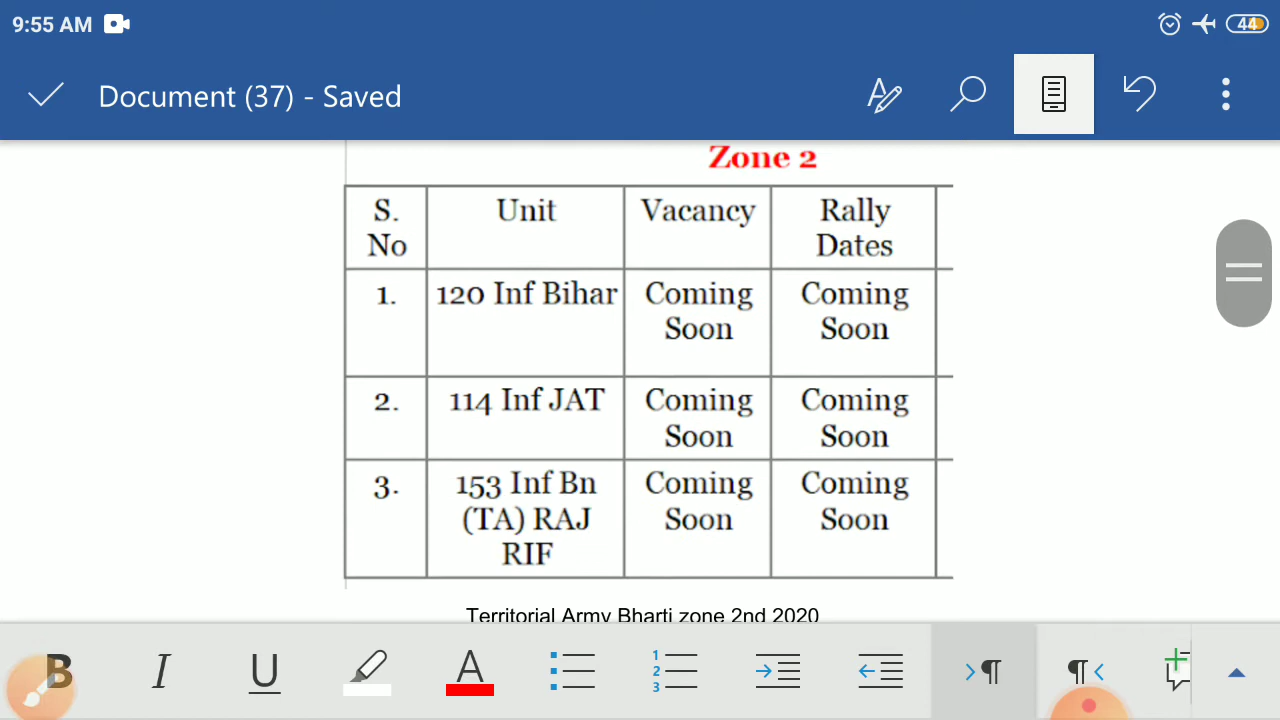 9:55 AM
44
Document (37) - Saved
Zone 2
S. No | Unit | Vacancy | Rally Dates
1. | 120 Inf Bihar | Coming Soon | Coming Soon
2. | 114 Inf JAT | Coming Soon | Coming Soon
3. | 153 Inf Bn (TA) RAJ RIF | Coming Soon | Coming Soon
Territorial Army Bharti zone 2nd 2020
B I U A